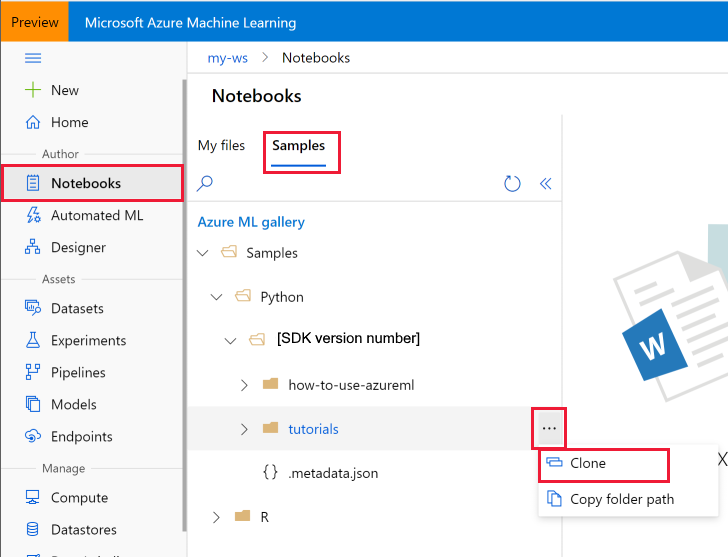 Preview
Microsoft Azure Machine Learning
my-ws > Notebooks
New
Home
Author
Notebooks
Automated ML
Designer
Assets
Datasets
Experiments
Pipelines
Models
Endpoints
Manage
Compute
Datastores
Notebooks
My files
Samples
Azure ML gallery
Samples
Python
[SDK version number]
how-to-use-azureml
tutorials
...
{} .metadata.json
R
Clone
Copy folder path
W
X